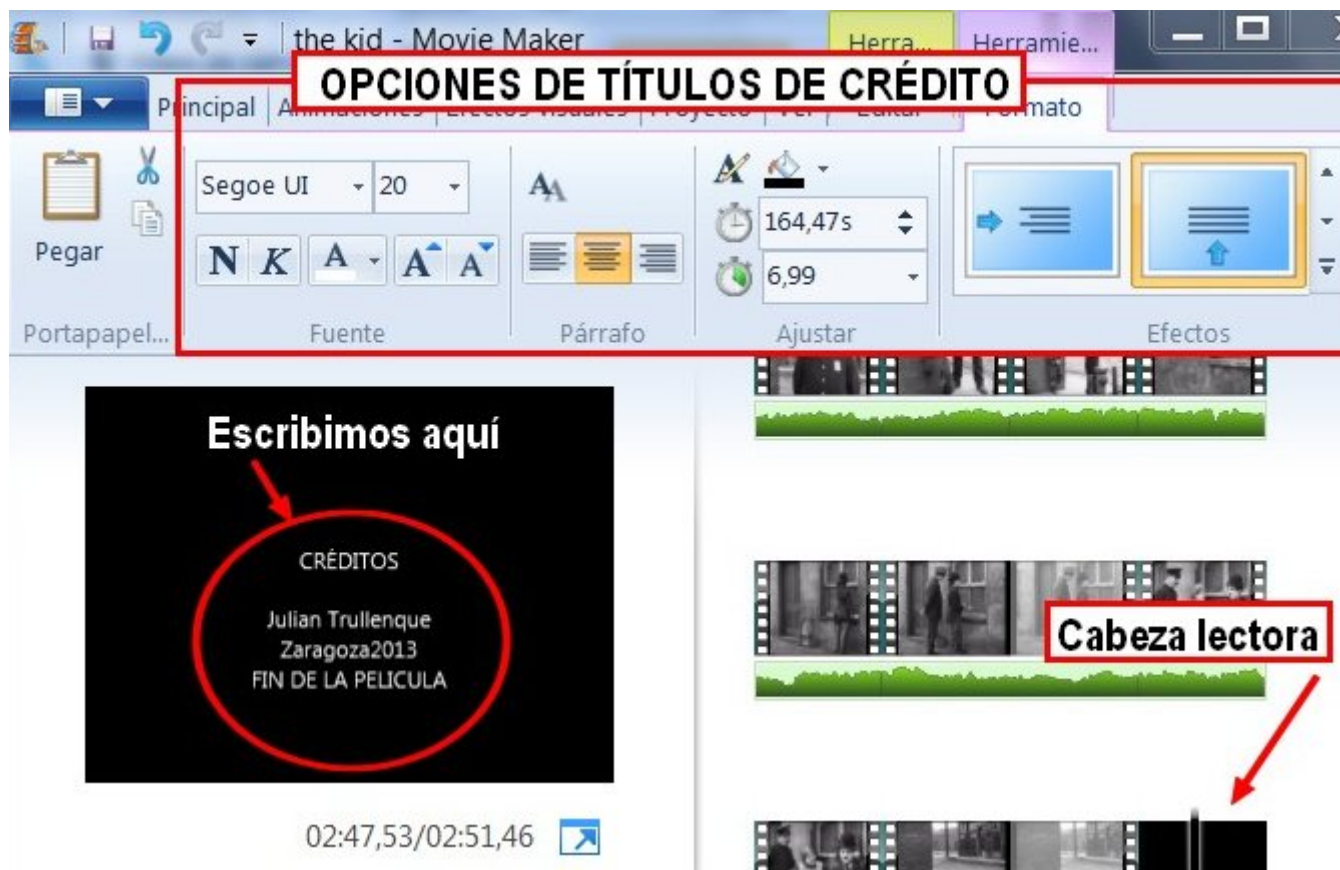 the kid - Movie Maker
Herra...
Herramie...
OPCIONES DE TÍTULOS DE CRÉDITO
Principal
Formato
Segoe UI
20
164,47s
6,99
Pegar
N K A A A
Portapapel...
Fuente
Párrafo
Ajustar
Efectos
Escribimos aquí
CRÉDITOS
Julian Trullenque
Zaragoza2013
FIN DE LA PELICULA
Cabeza lectora
02:47,53/02:51,46